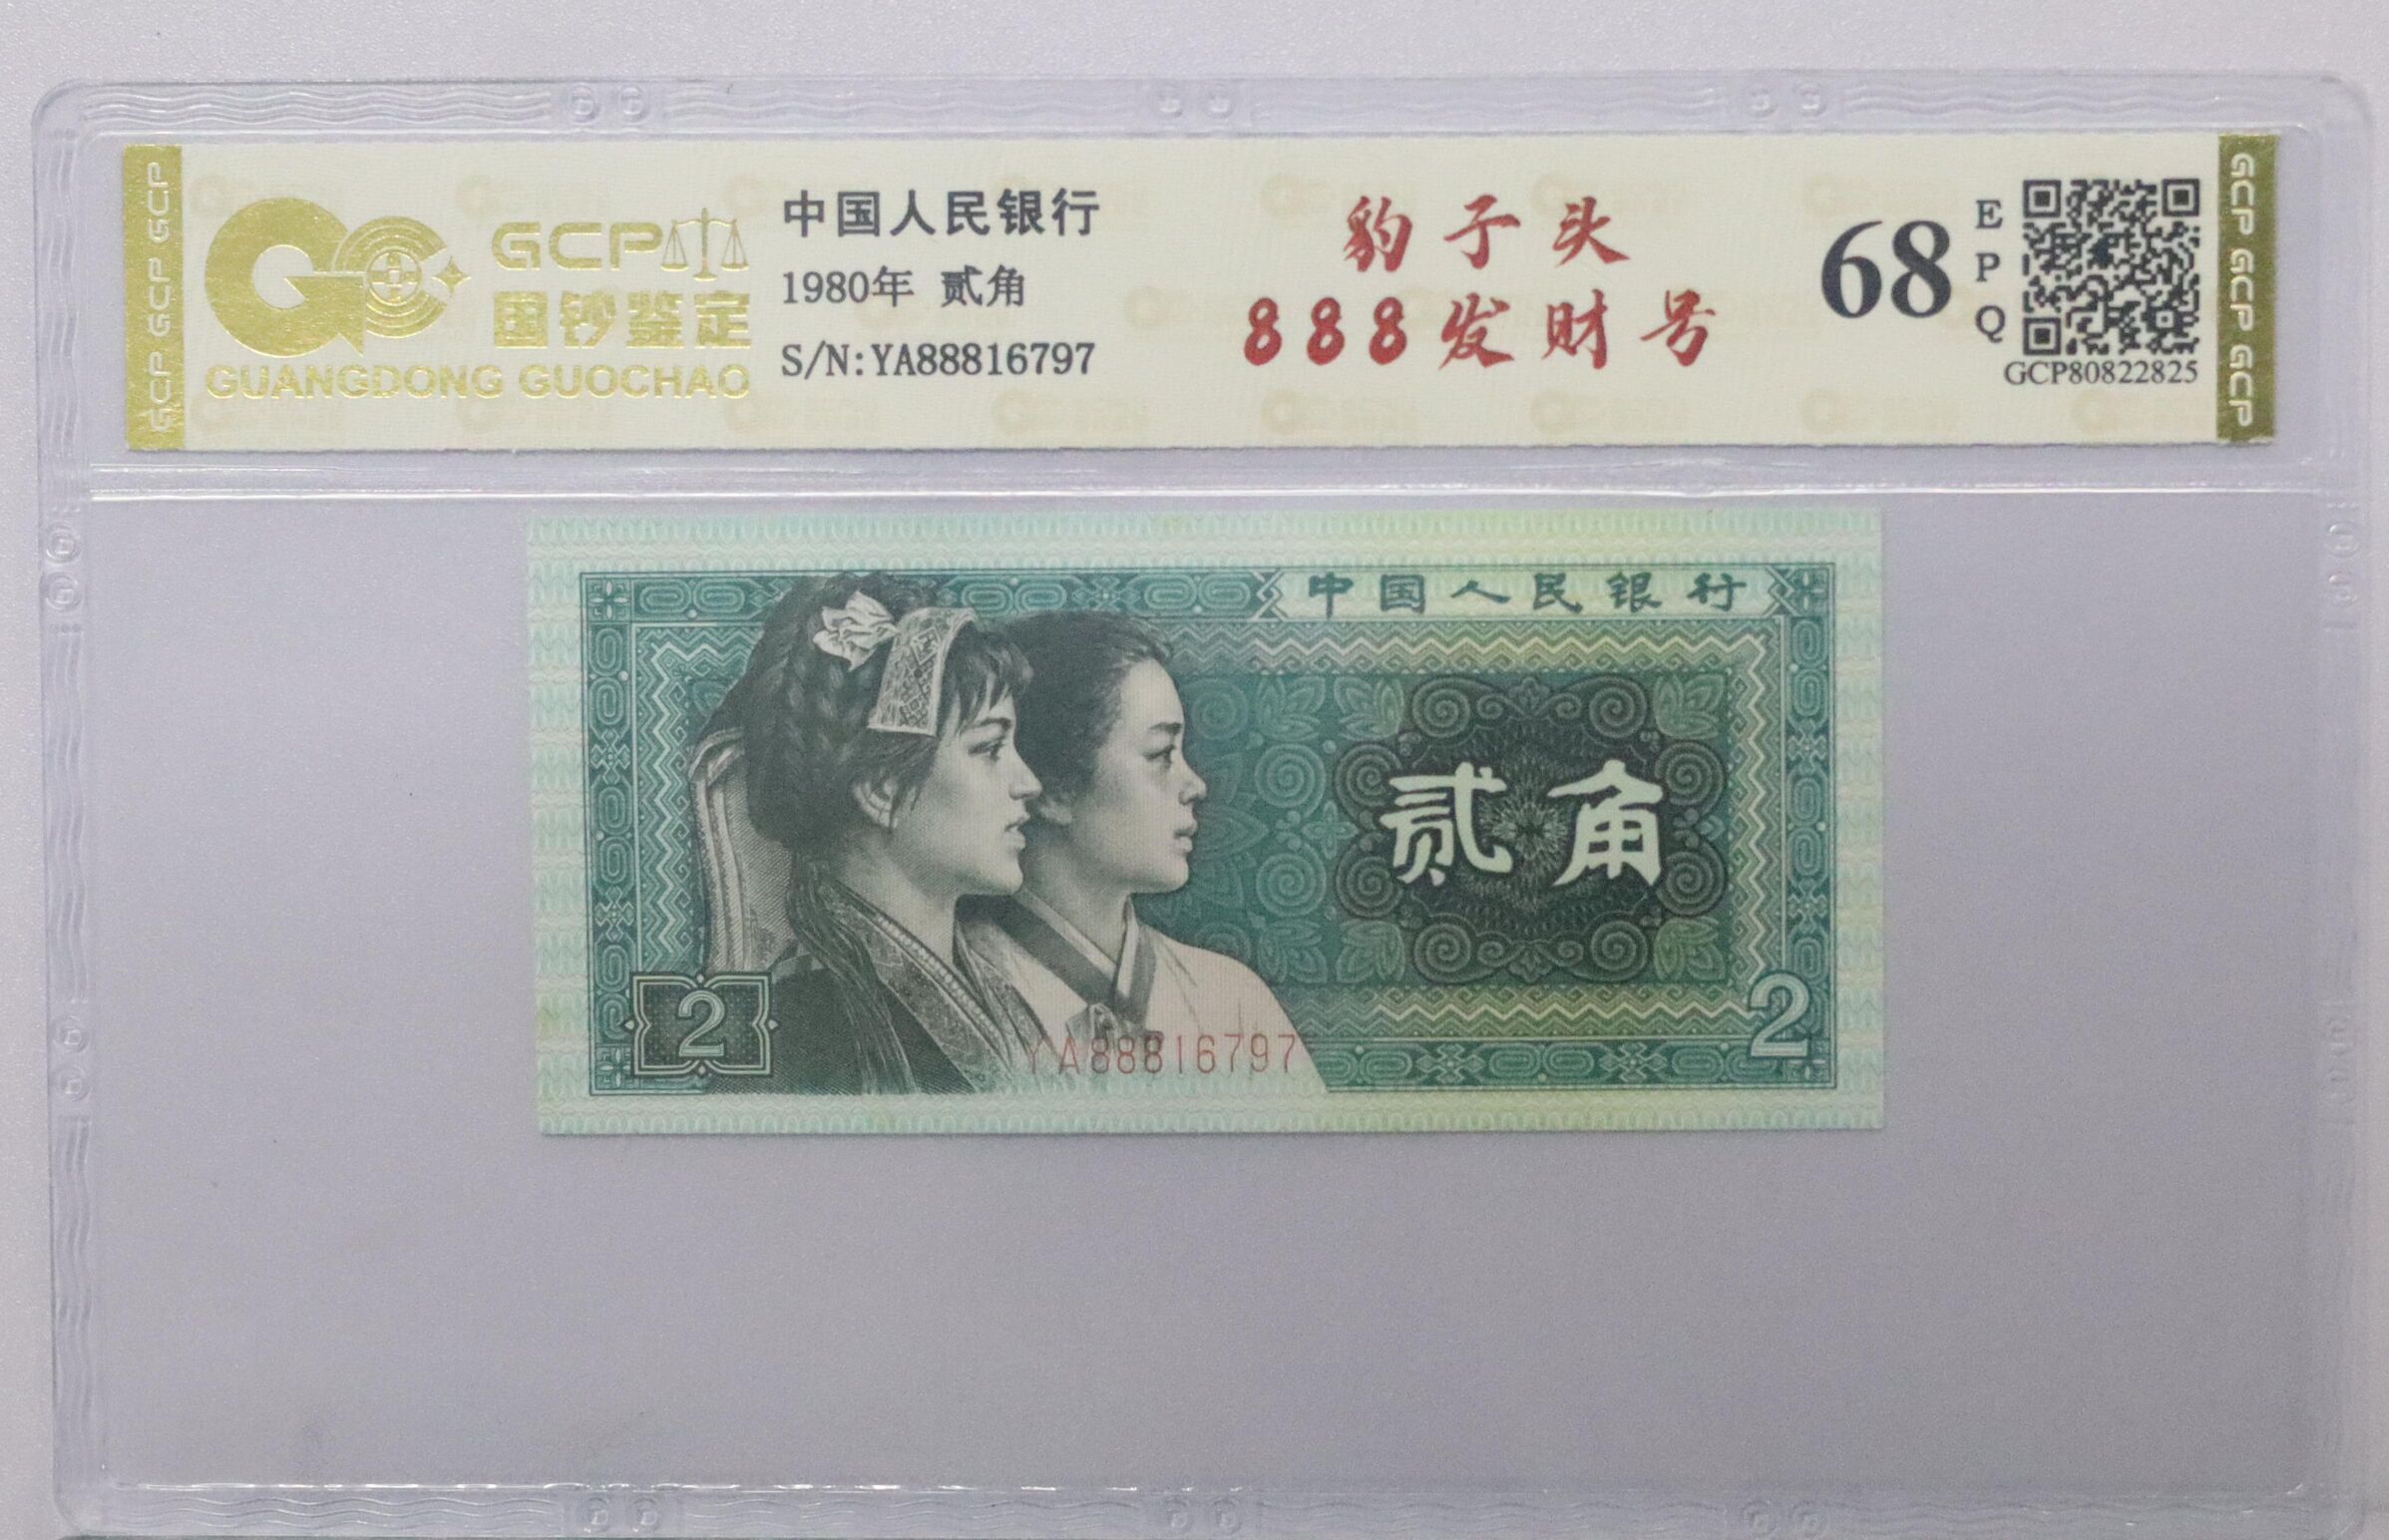 GCP GCP GCP
GCP
国钞鉴定
GUANGDONG GUOCHAO
中国人民银行
1980年 贰角
S/N:YA88816797
豹子头
888发财号
68
EPQ
GCP80822825
GCP GCP GCP
中国人民银行
贰角
2
YA88816797
2